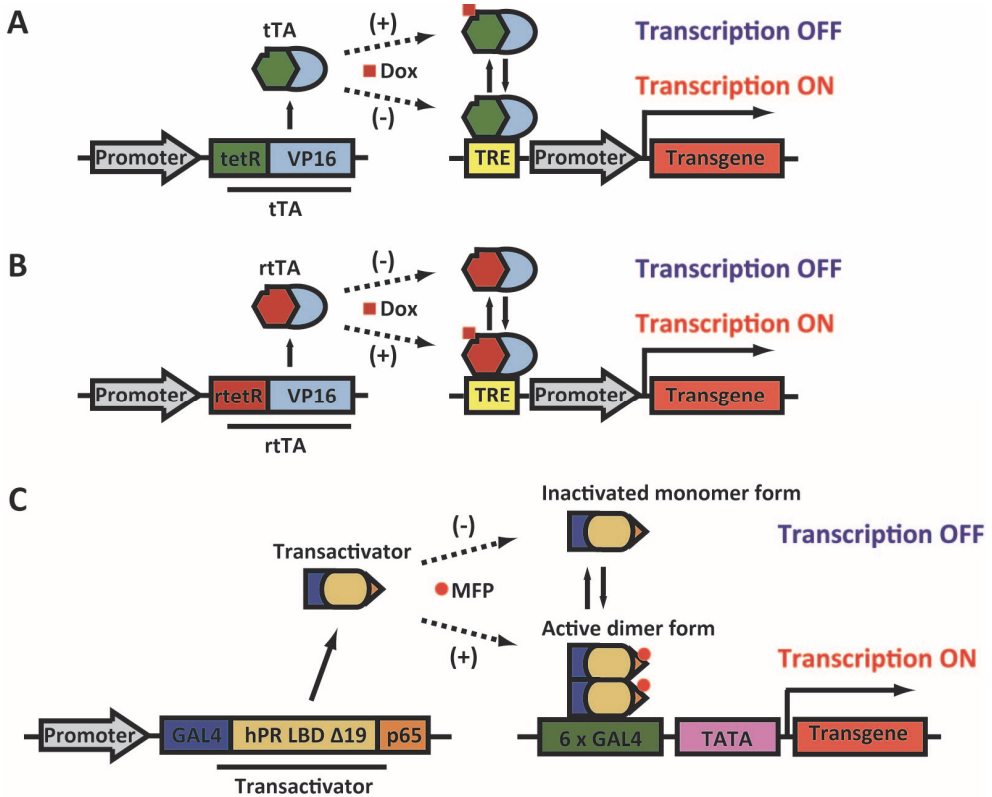 A
tTA
(+)
Dox
(-)
Transcription OFF
Transcription ON
Promoter
tetR
VP16
TRE
Promoter
Transgene
tTA
B
rtTA
(-)
Dox
(+)
Transcription OFF
Transcription ON
Promoter
rtetR
VP16
TRE
Promoter
Transgene
rtTA
C
Inactivated monomer form
Transcription OFF
Transactivator
(-)
MFP
(+)
Active dimer form
Transcription ON
Promoter
GAL4
hPR LBD Δ19
p65
6 x GAL4
TATA
Transgene
Transactivator